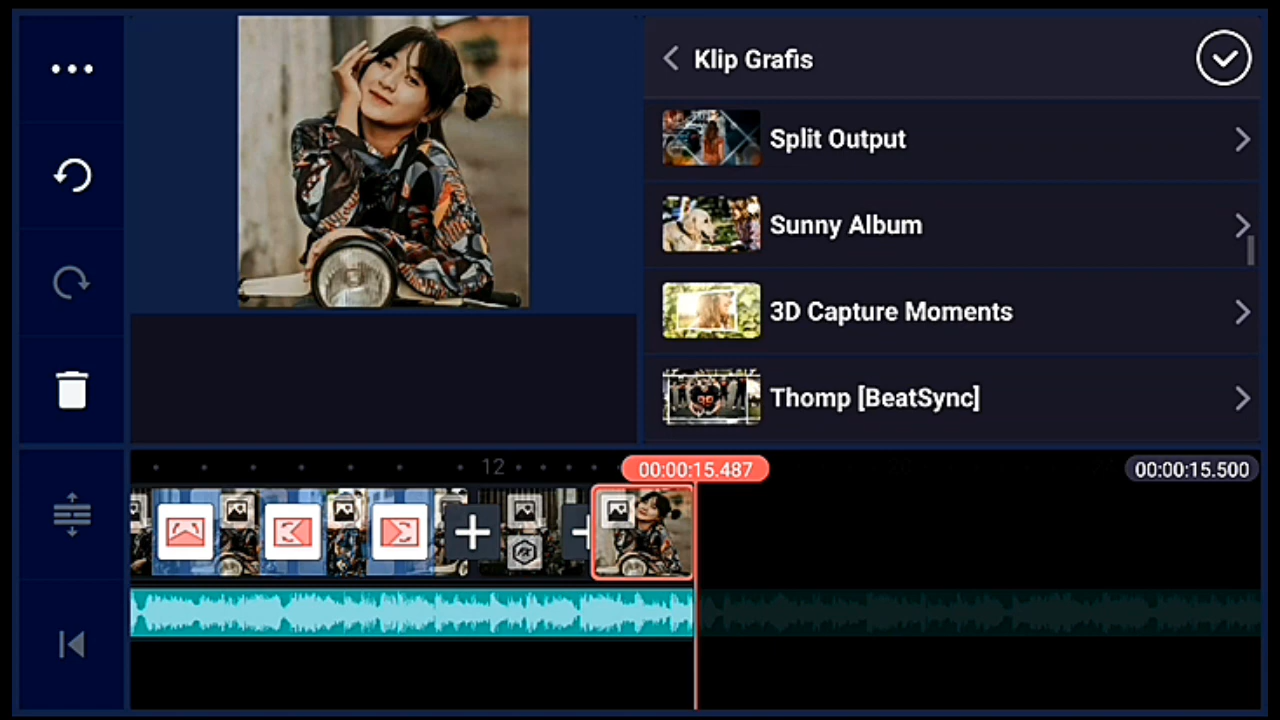 Klip Grafis
Split Output
Sunny Album
3D Capture Moments
Thomp [BeatSync]
12
00:00:15.487
00:00:15.500